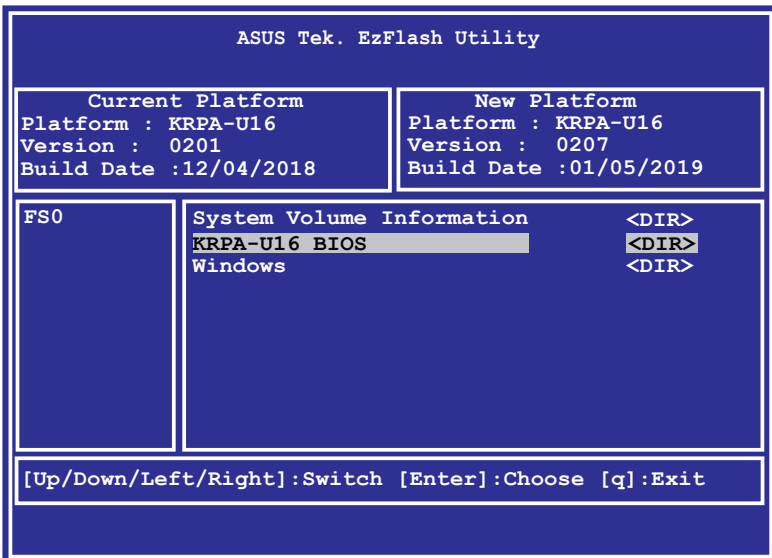 ASUS Tek. EzFlash Utility
Current Platform
Platform : KRPA-U16
Version : 0201
Build Date :12/04/2018
New Platform
Platform : KRPA-U16
Version : 0207
Build Date :01/05/2019
FS0
System Volume Information <DIR>
KRPA-U16 BIOS <DIR>
Windows <DIR>
[Up/Down/Left/Right]:Switch [Enter]:Choose [q]:Exit